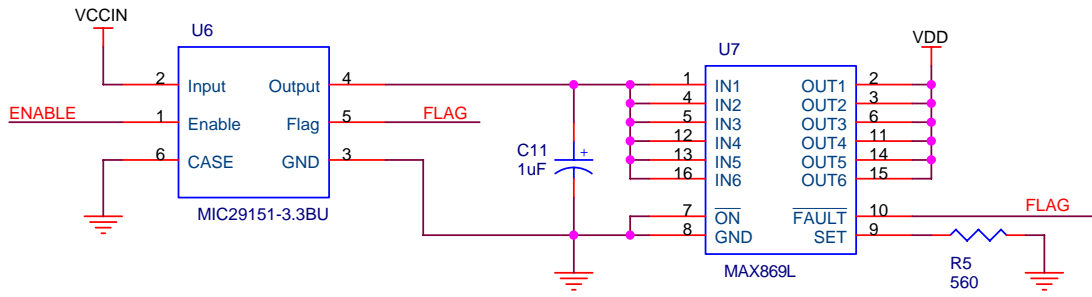 VCCIN
U6
2 Input Output 4
ENABLE 1 Enable Flag 5 FLAG
6 CASE GND 3
MIC29151-3.3BU
C11
1uF
+
U7
VDD
1 IN1 OUT1 2
4 IN2 OUT2 3
5 IN3 OUT3 6
12 IN4 OUT4 11
13 IN5 OUT5 14
16 IN6 OUT6 15
7 ON FAULT 10 FLAG
8 GND SET 9
MAX869L
R5
560